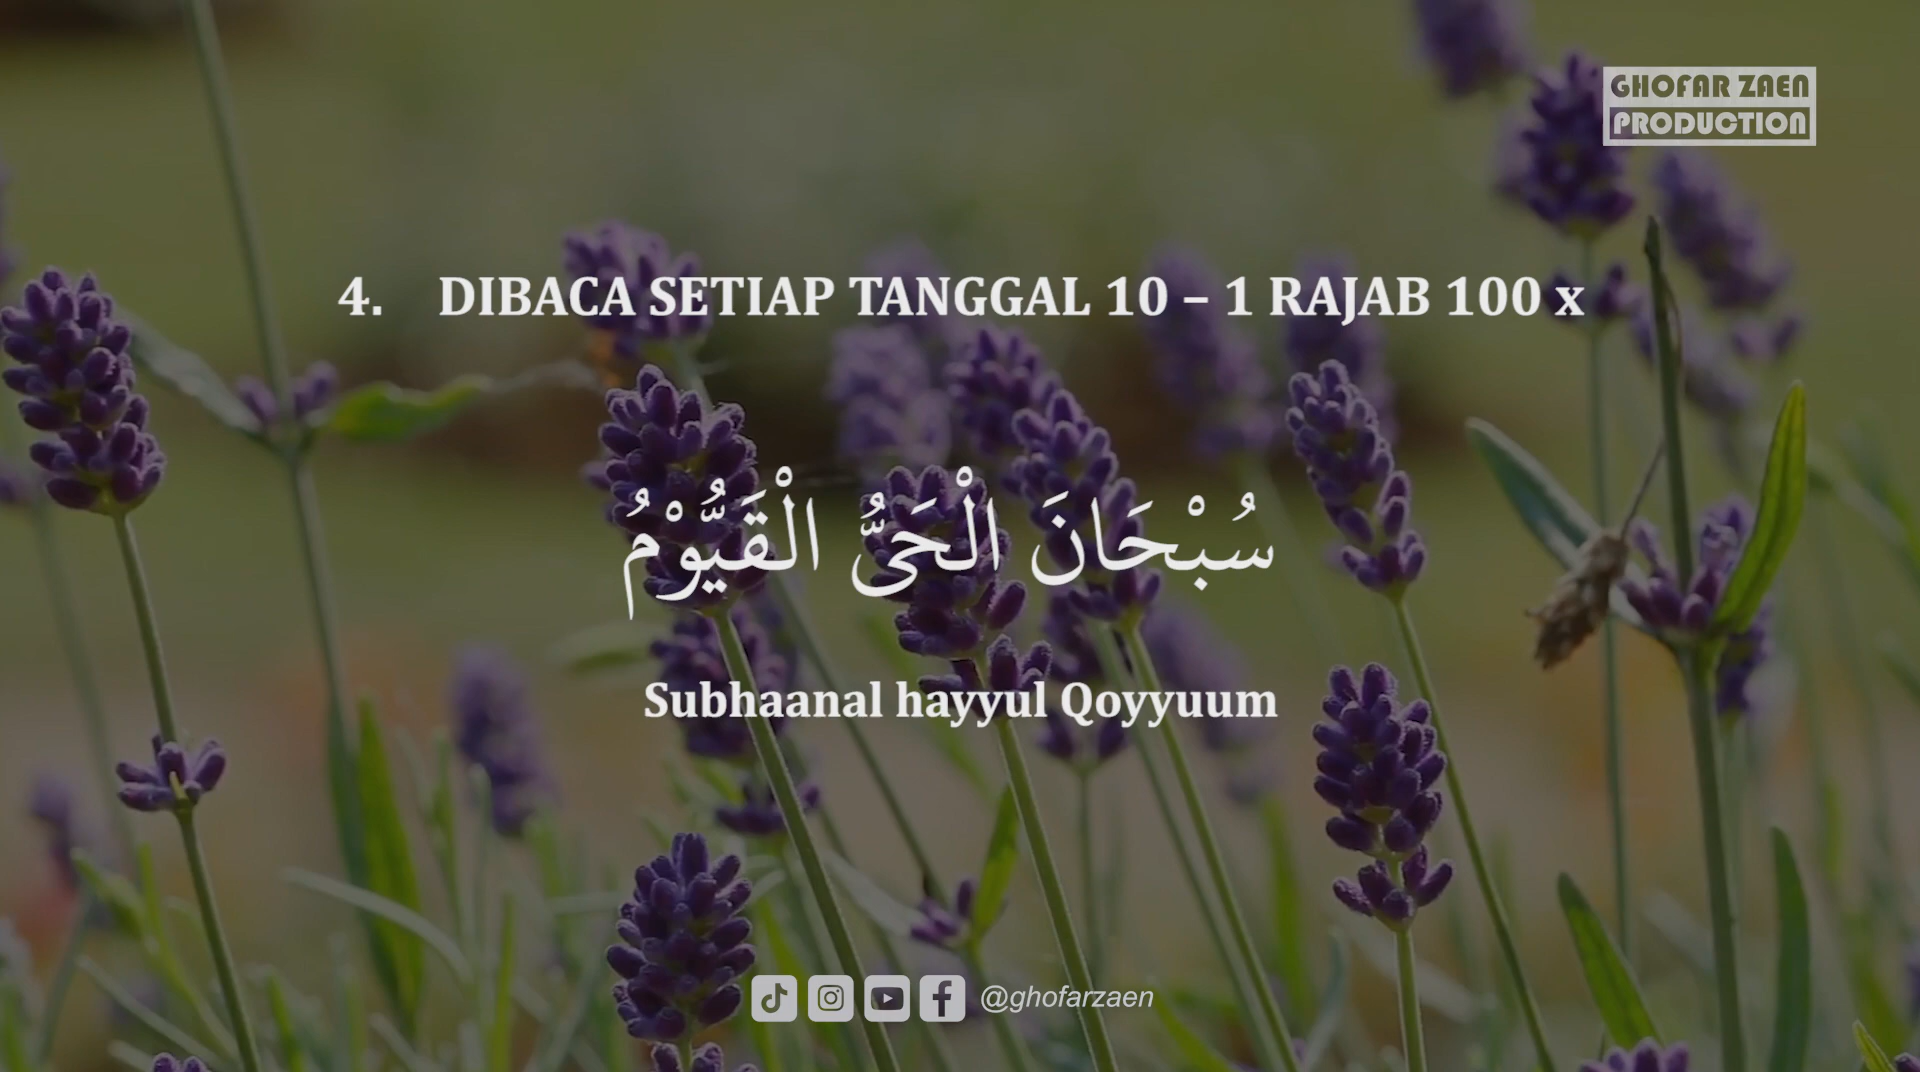 GHOFAR ZAEN
PRODUCTION
4. DIBACA SETIAP TANGGAL 10 – 1 RAJAB 100 x
سُبْحَانَ الْحَىُّ الْقَيُّوْمُ
Subhaanal hayyul Qoyyuum
@ghofarzaen